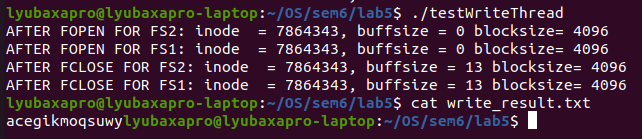 lyubaxapro@lyubaxapro-laptop:~/OS/sem6/lab5$ ./testWriteThread
AFTER FOPEN FOR FS2: inode  = 7864343, buffsize = 0 blocksize= 4096
AFTER FOPEN FOR FS1: inode  = 7864343, buffsize = 0 blocksize= 4096
AFTER FCLOSE FOR FS2: inode  = 7864343, buffsize = 13 blocksize= 4096
AFTER FCLOSE FOR FS1: inode  = 7864343, buffsize = 13 blocksize= 4096
lyubaxapro@lyubaxapro-laptop:~/OS/sem6/lab5$ cat write_result.txt
acegikmoqsuwylyubaxapro@lyubaxapro-laptop:~/OS/sem6/lab5$